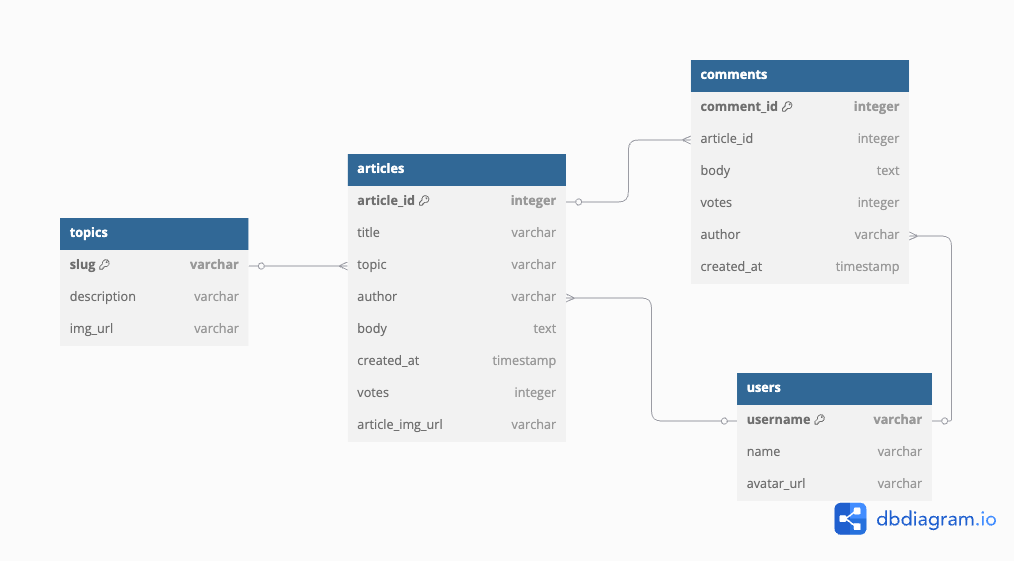 topics
slug varchar
description varchar
img_url varchar
articles
article_id integer
title varchar
topic varchar
author varchar
body text
created_at timestamp
votes integer
article_img_url varchar
comments
comment_id integer
article_id integer
body text
votes integer
author varchar
created_at timestamp
users
username varchar
name varchar
avatar_url varchar
dbdiagram.io